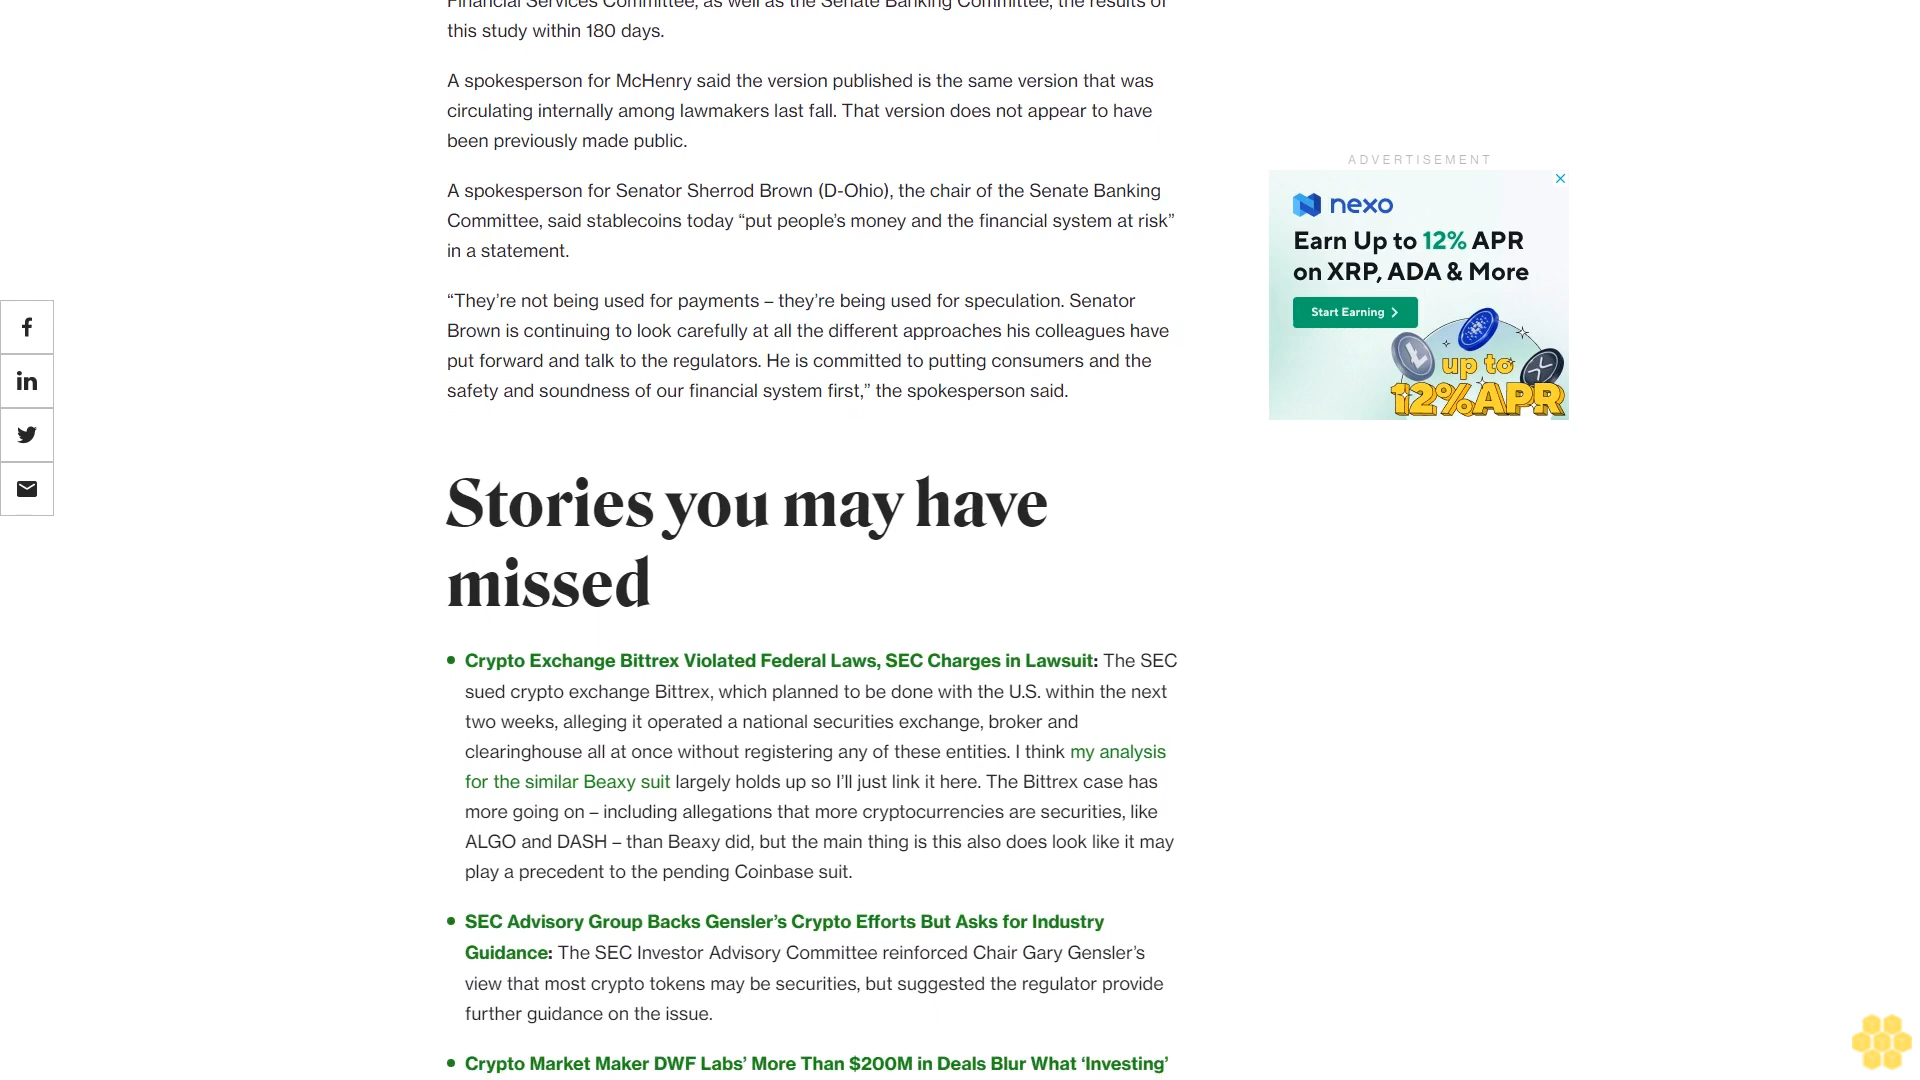 Financial Services Committee, as well as the Senate Banking Committee, the results of
this study within 180 days.
A spokesperson for McHenry said the version published is the same version that was
circulating internally among lawmakers last fall. That version does not appear to have
been previously made public.
A spokesperson for Senator Sherrod Brown (D-Ohio), the chair of the Senate Banking
Committee, said stablecoins today “put people’s money and the financial system at risk”
in a statement.
“They’re not being used for payments – they’re being used for speculation. Senator
Brown is continuing to look carefully at all the different approaches his colleagues have
put forward and talk to the regulators. He is committed to putting consumers and the
safety and soundness of our financial system first,” the spokesperson said.
Stories you may have
missed
Crypto Exchange Bittrex Violated Federal Laws, SEC Charges in Lawsuit: The SEC
sued crypto exchange Bittrex, which planned to be done with the U.S. within the next
two weeks, alleging it operated a national securities exchange, broker and
clearinghouse all at once without registering any of these entities. I think my analysis
for the similar Beaxy suit largely holds up so I’ll just link it here. The Bittrex case has
more going on – including allegations that more cryptocurrencies are securities, like
ALGO and DASH – than Beaxy did, but the main thing is this also does look like it may
play a precedent to the pending Coinbase suit.
SEC Advisory Group Backs Gensler’s Crypto Efforts But Asks for Industry
Guidance: The SEC Investor Advisory Committee reinforced Chair Gary Gensler’s
view that most crypto tokens may be securities, but suggested the regulator provide
further guidance on the issue.
Crypto Market Maker DWF Labs’ More Than $200M in Deals Blur What ‘Investing’
ADVERTISEMENT
nexo
Earn Up to 12% APR
on XRP, ADA & More
Start Earning
up to
12% APR